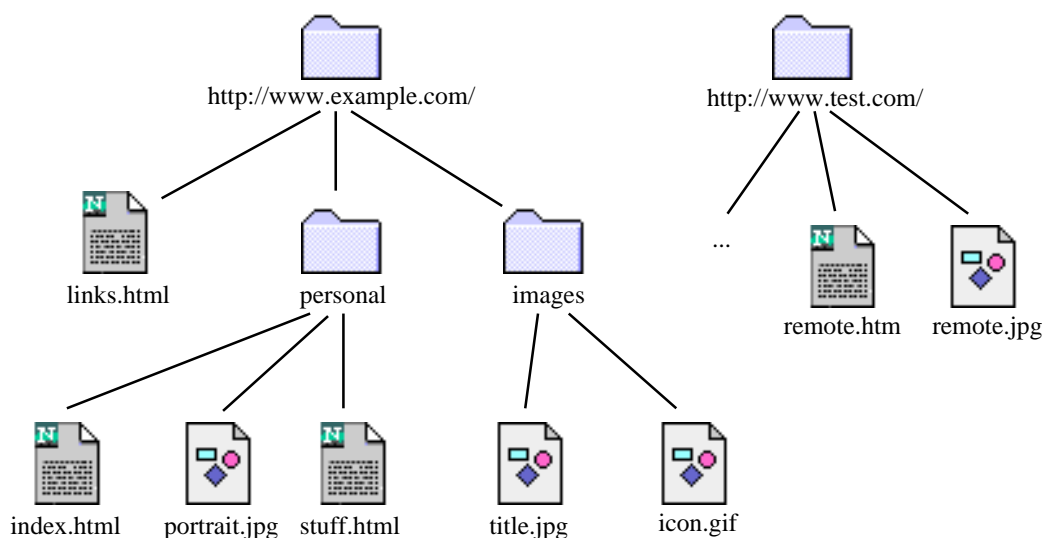 http://www.example.com/
http://www.test.com/
N
links.html
personal
images
...
N
remote.htm
remote.jpg
N
index.html
portrait.jpg
N
stuff.html
title.jpg
icon.gif